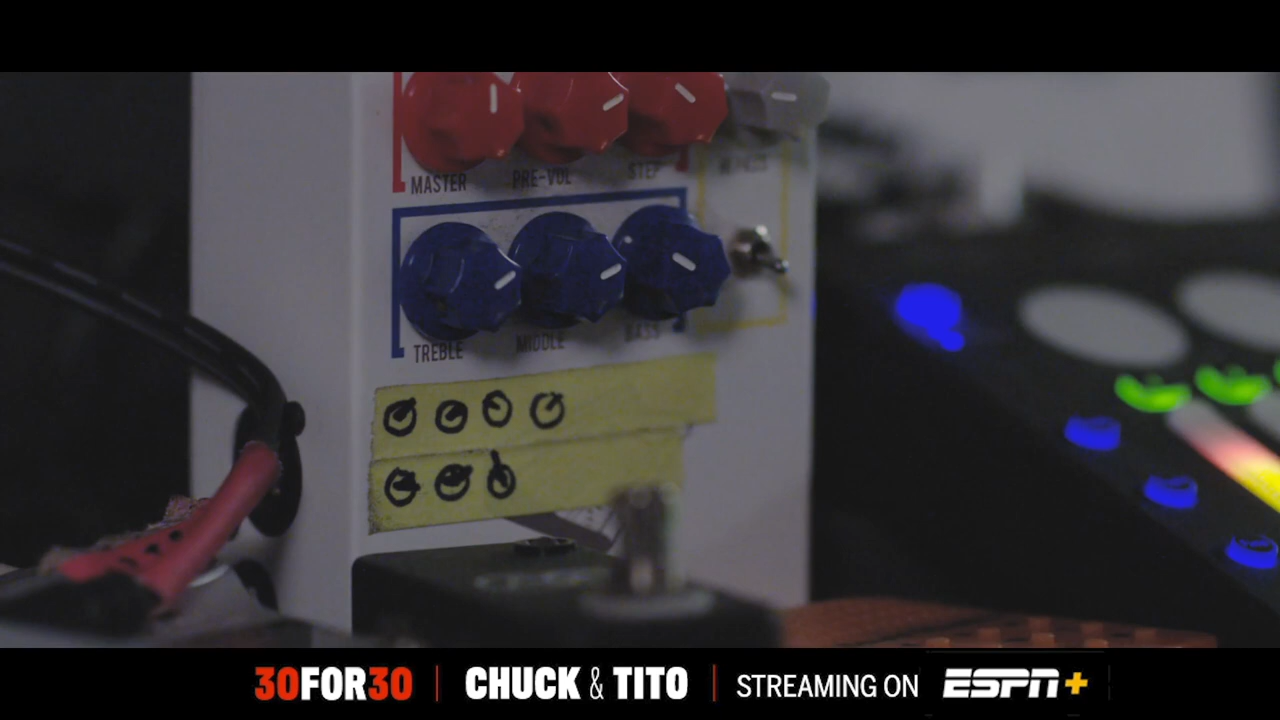 MASTER PRE-VOL STEP
TREBLE MIDDLE BASS
30FOR30 | CHUCK & TITO | STREAMING ON ESPN+